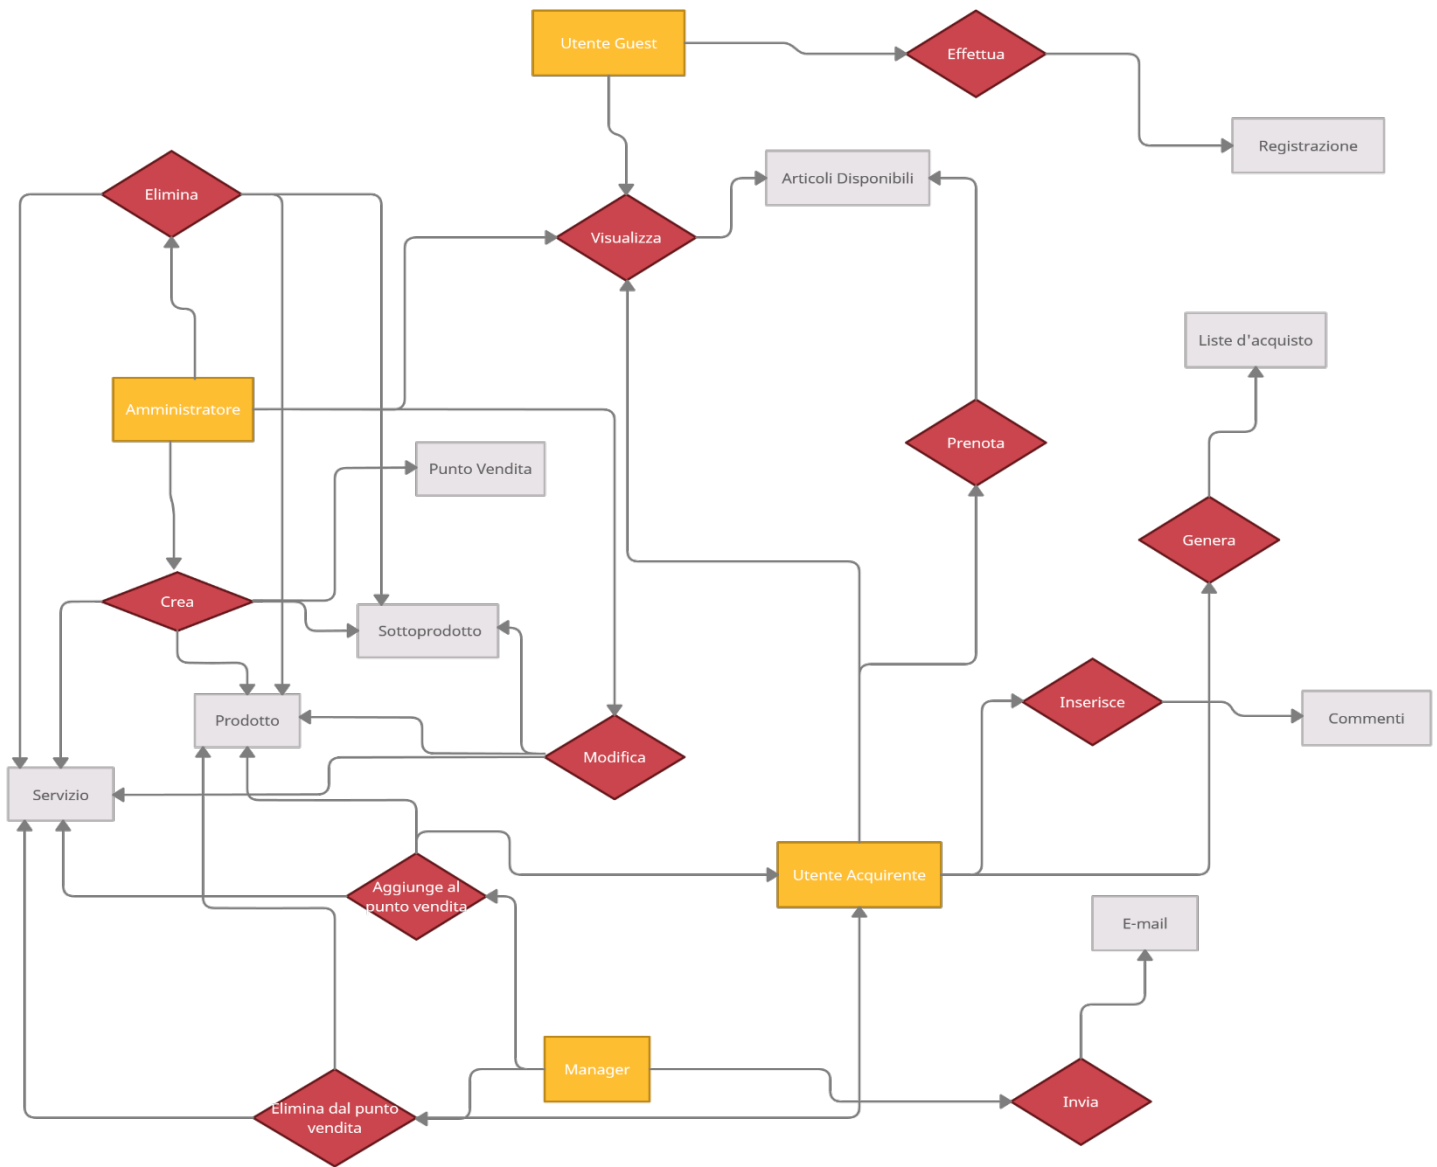 Utente Guest
Effettua
Registrazione
Elimina
Articoli Disponibili
Visualizza
Liste d'acquisto
Amministratore
Prenota
Punto Vendita
Genera
Crea
Sottoprodotto
Inserisce
Prodotto
Commenti
Modifica
Servizio
Utente Acquirente
Aggiunge al
punto vendita
E-mail
Manager
Invia
Elimina dal punto
vendita